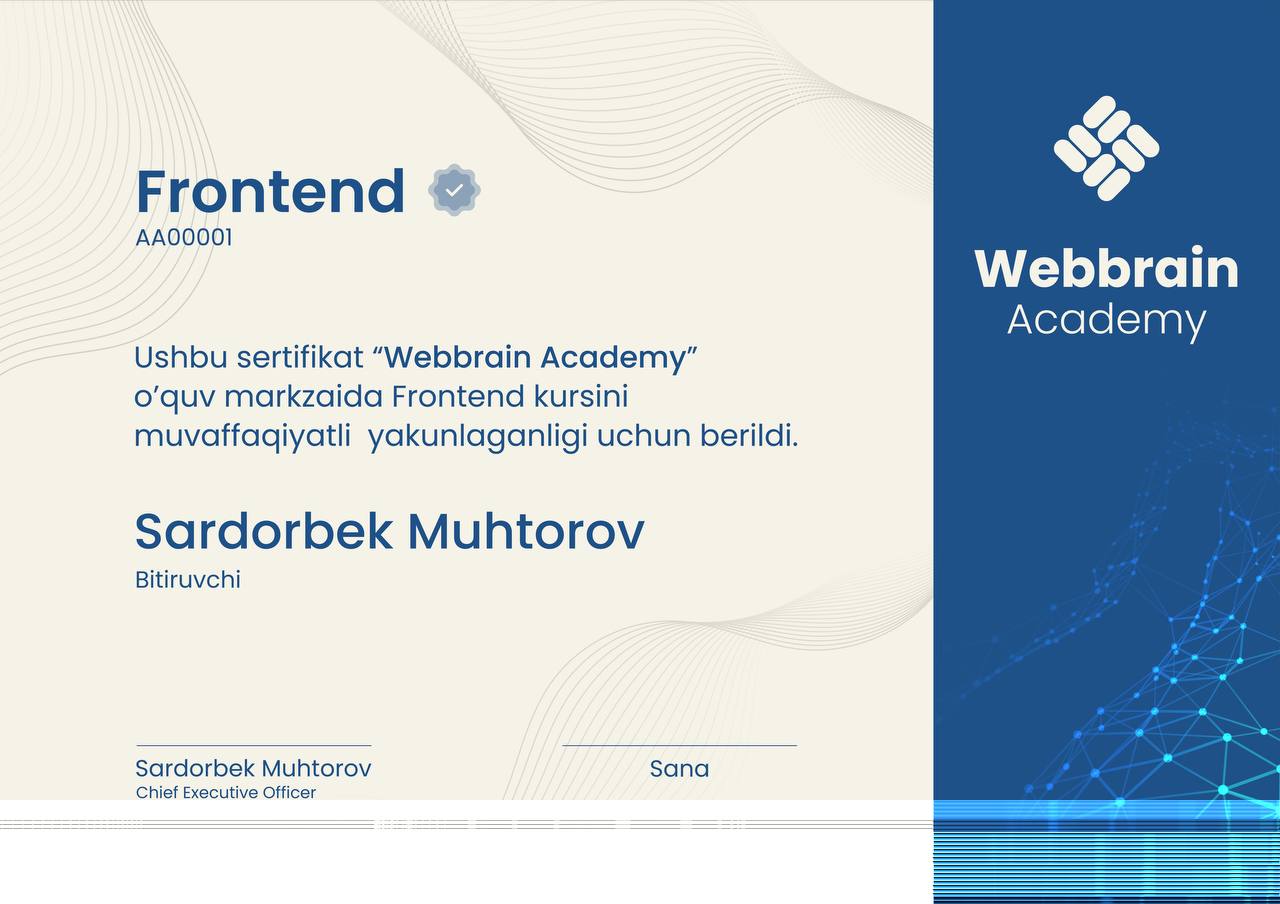 Frontend
AA00001
Ushbu sertifikat “Webbrain Academy”
o’quv markzaida Frontend kursini
muvaffaqiyatli  yakunlaganligi uchun berildi.
Sardorbek Muhtorov
Bitiruvchi
Sardorbek Muhtorov
Chief Executive Officer
Sana
Webbrain
Academy